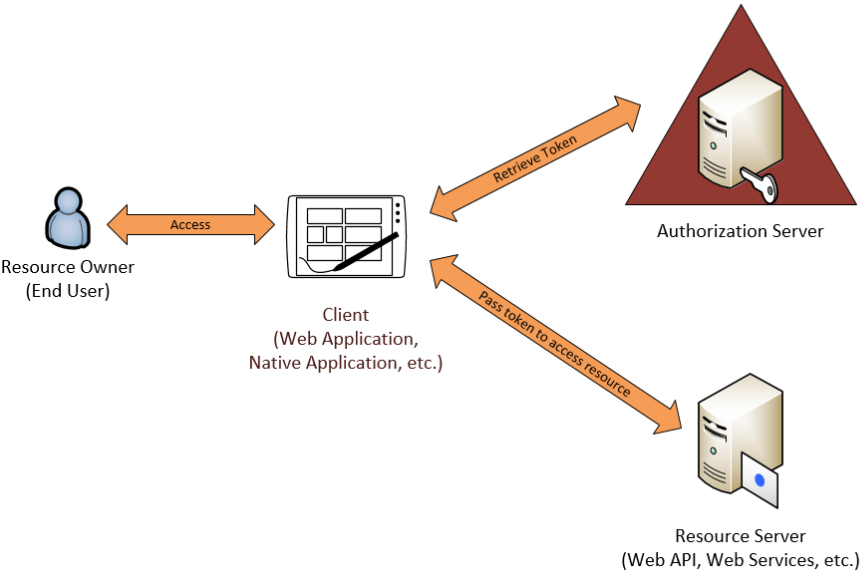 Retrieve Token
Authorization Server
Access
Resource Owner
(End User)
Client
(Web Application,
Native Application, etc.)
Pass token to access resource
Resource Server
(Web API, Web Services, etc.)